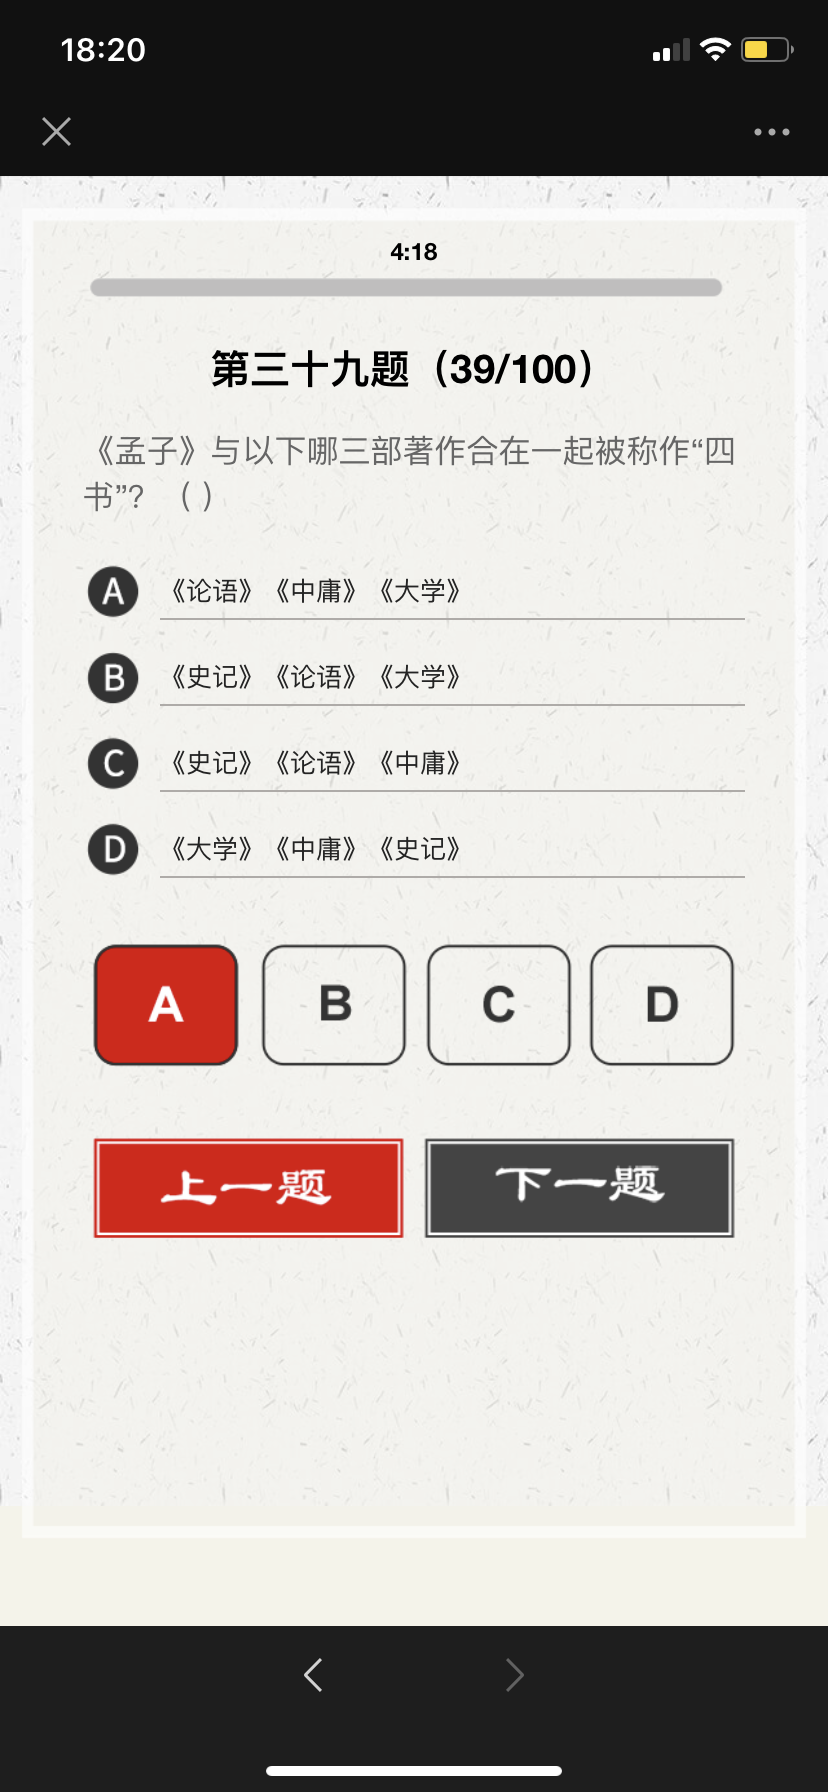 18:20
4:18
第三十九题（39/100）
《孟子》与以下哪三部著作合在一起被称作“四
书”？（ ）
A 《论语》《中庸》《大学》
B 《史记》《论语》《大学》
C 《史记》《论语》《中庸》
D 《大学》《中庸》《史记》
A B C D
上一题 下一题